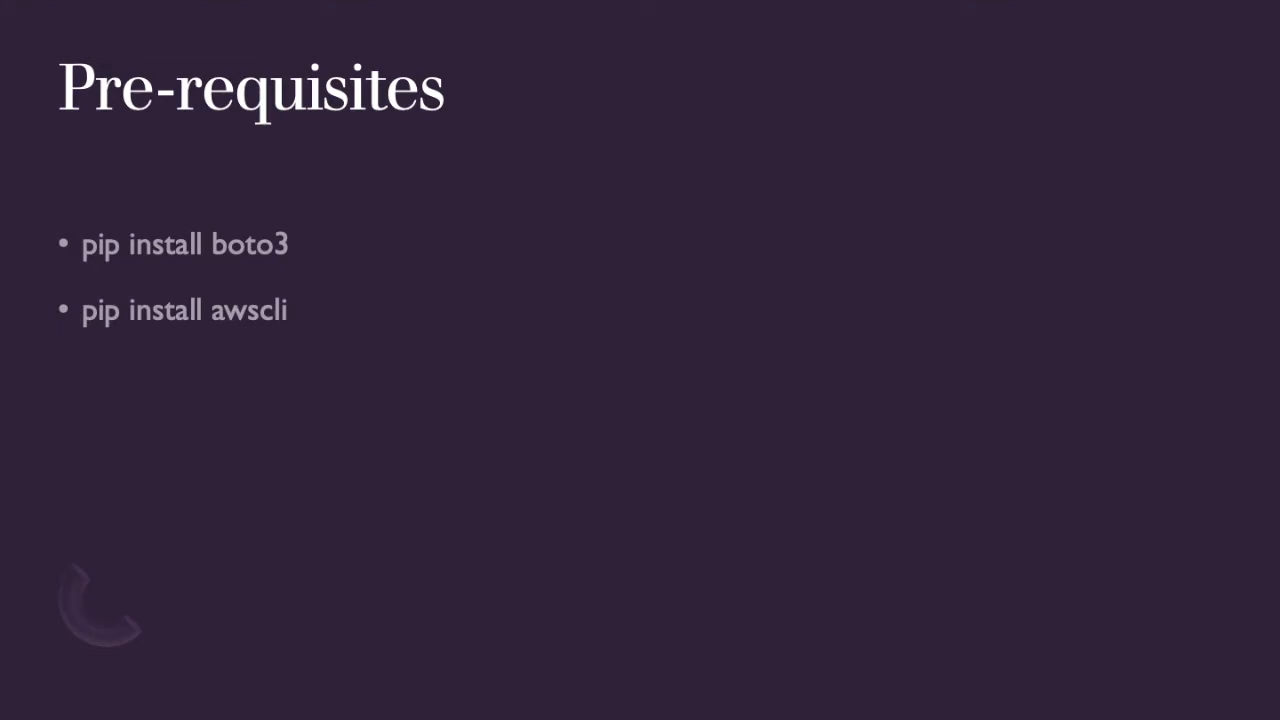 Pre-requisites
• pip install boto3
• pip install awscli